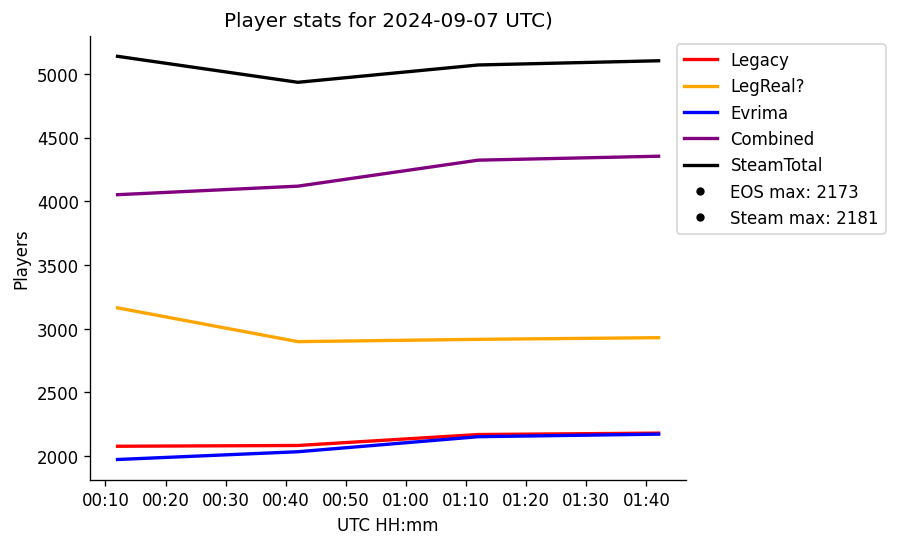 Player stats for 2024-09-07 UTC)
Legacy
LegReal?
Evrima
Combined
SteamTotal
EOS max: 2173
Steam max: 2181
Players
5000
4500
4000
3500
3000
2500
2000
00:10 00:20 00:30 00:40 00:50 01:00 01:10 01:20 01:30 01:40
UTC HH:mm